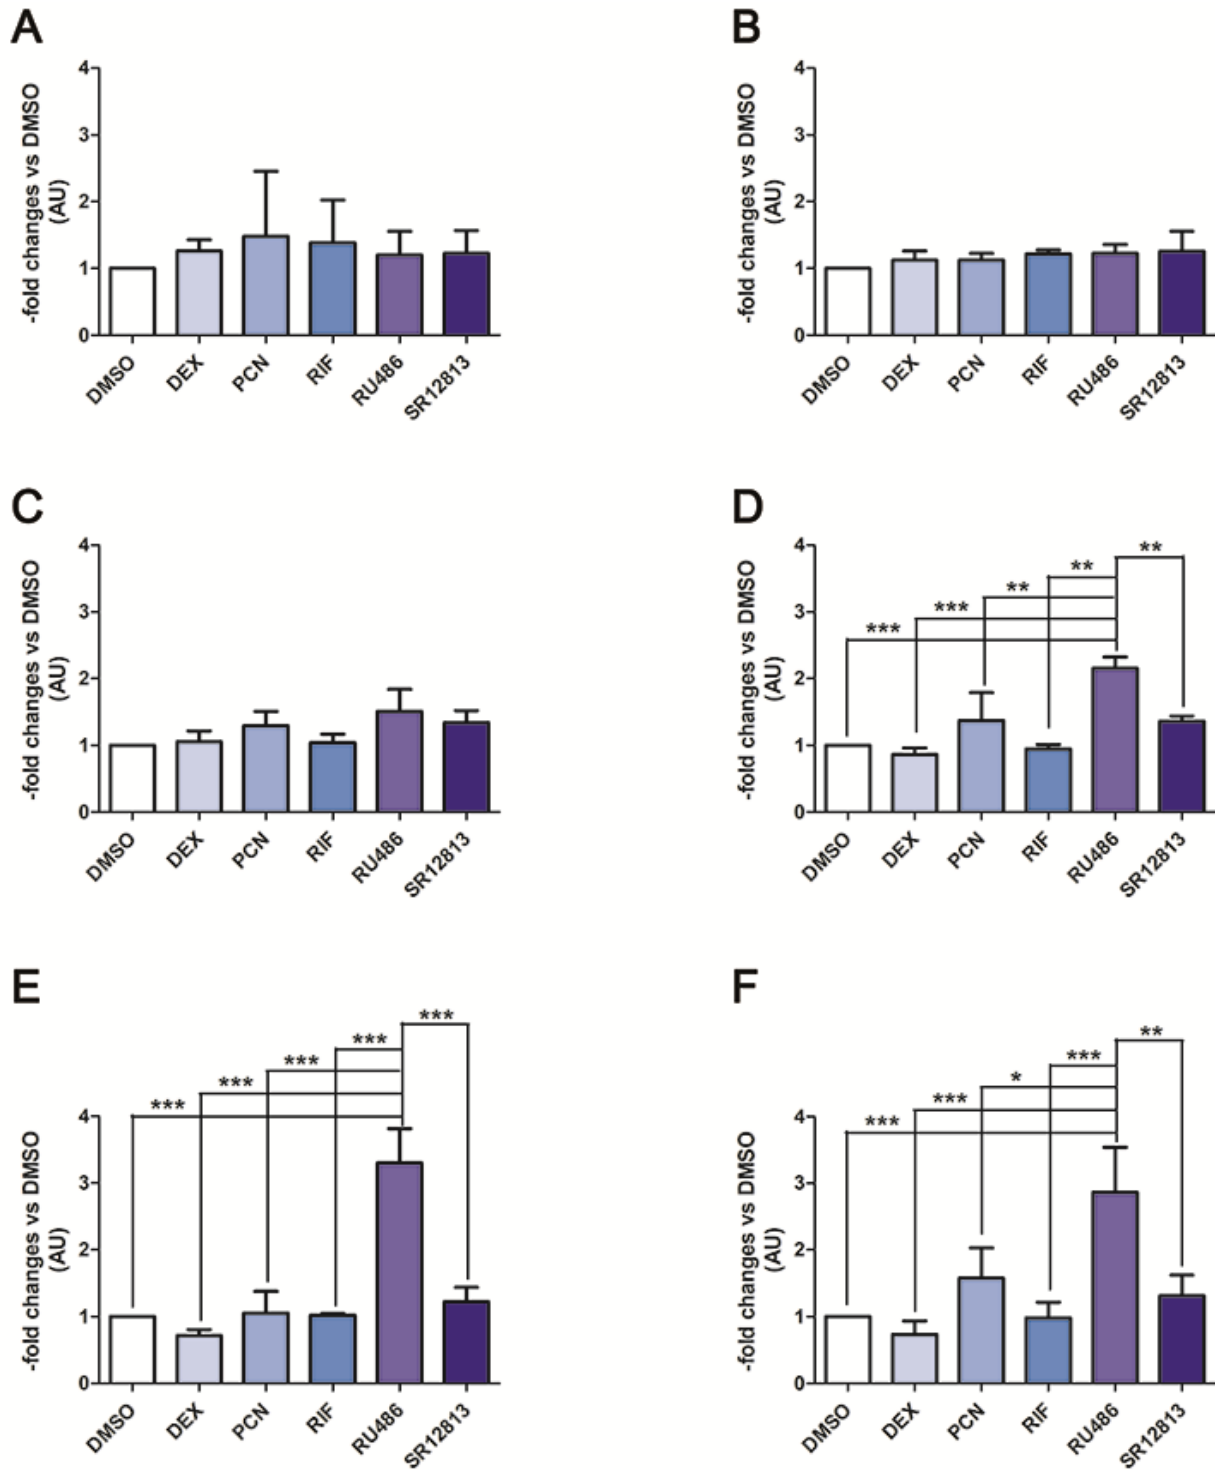 A
-fold changes vs DMSO
(AU)
4
3
2
1
0
DMSO
DEX
PCN
RIF
RU486
SR12813
B
-fold changes vs DMSO
(AU)
4
3
2
1
0
DMSO
DEX
PCN
RIF
RU486
SR12813
C
-fold changes vs DMSO
(AU)
4
3
2
1
0
DMSO
DEX
PCN
RIF
RU486
SR12813
D
-fold changes vs DMSO
(AU)
4
3
2
1
0
**
**
**
***
***
DMSO
DEX
PCN
RIF
RU486
SR12813
E
-fold changes vs DMSO
(AU)
4
3
2
1
0
***
***
***
***
***
DMSO
DEX
PCN
RIF
RU486
SR12813
F
-fold changes vs DMSO
(AU)
4
3
2
1
0
**
***
*
***
***
DMSO
DEX
PCN
RIF
RU486
SR12813